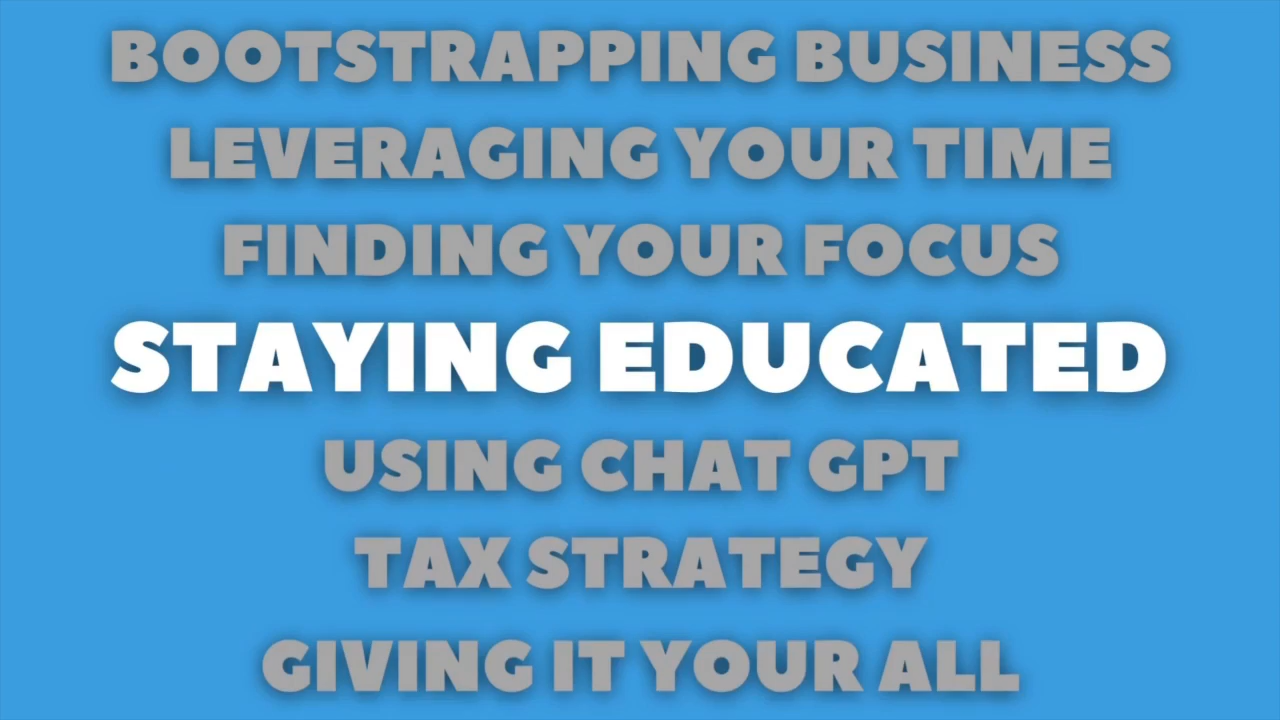 BOOTSTRAPPING BUSINESS
LEVERAGING YOUR TIME
FINDING YOUR FOCUS
STAYING EDUCATED
USING CHAT GPT
TAX STRATEGY
GIVING IT YOUR ALL